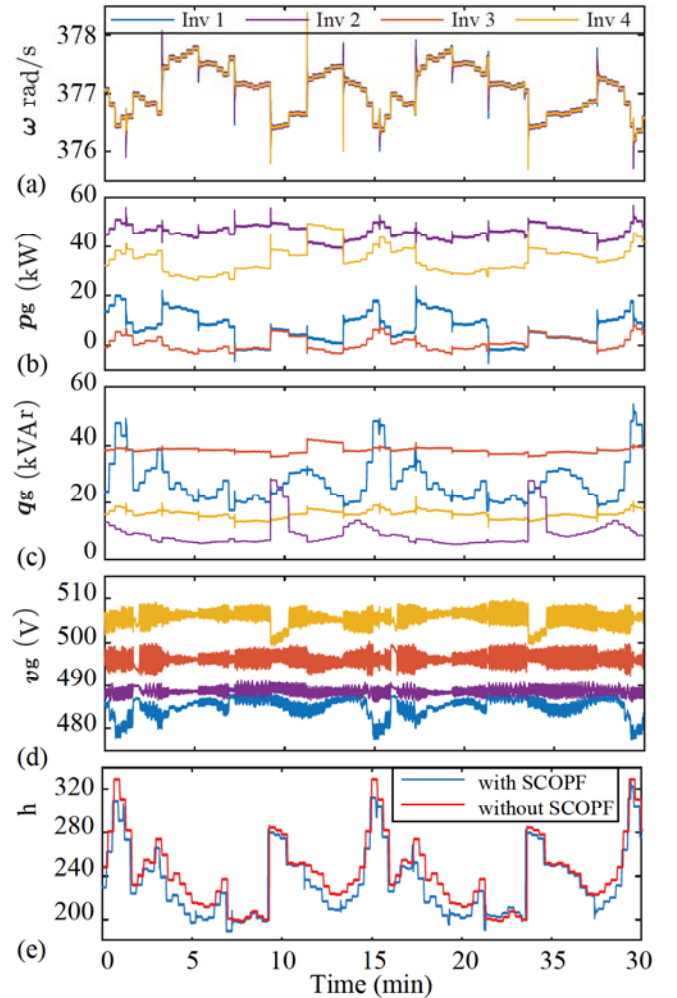 Inv 1 Inv 2 Inv 3 Inv 4
378
377
376
ω rad/s
(a)
60
40
20
0
pg (kW)
(b)
60
40
20
0
qg (kVAr)
(c)
510
500
490
480
vg (V)
(d)
with SCOPF
without SCOPF
320
280
240
200
h
(e)
0 5 10 15 20 35 30
Time (min)